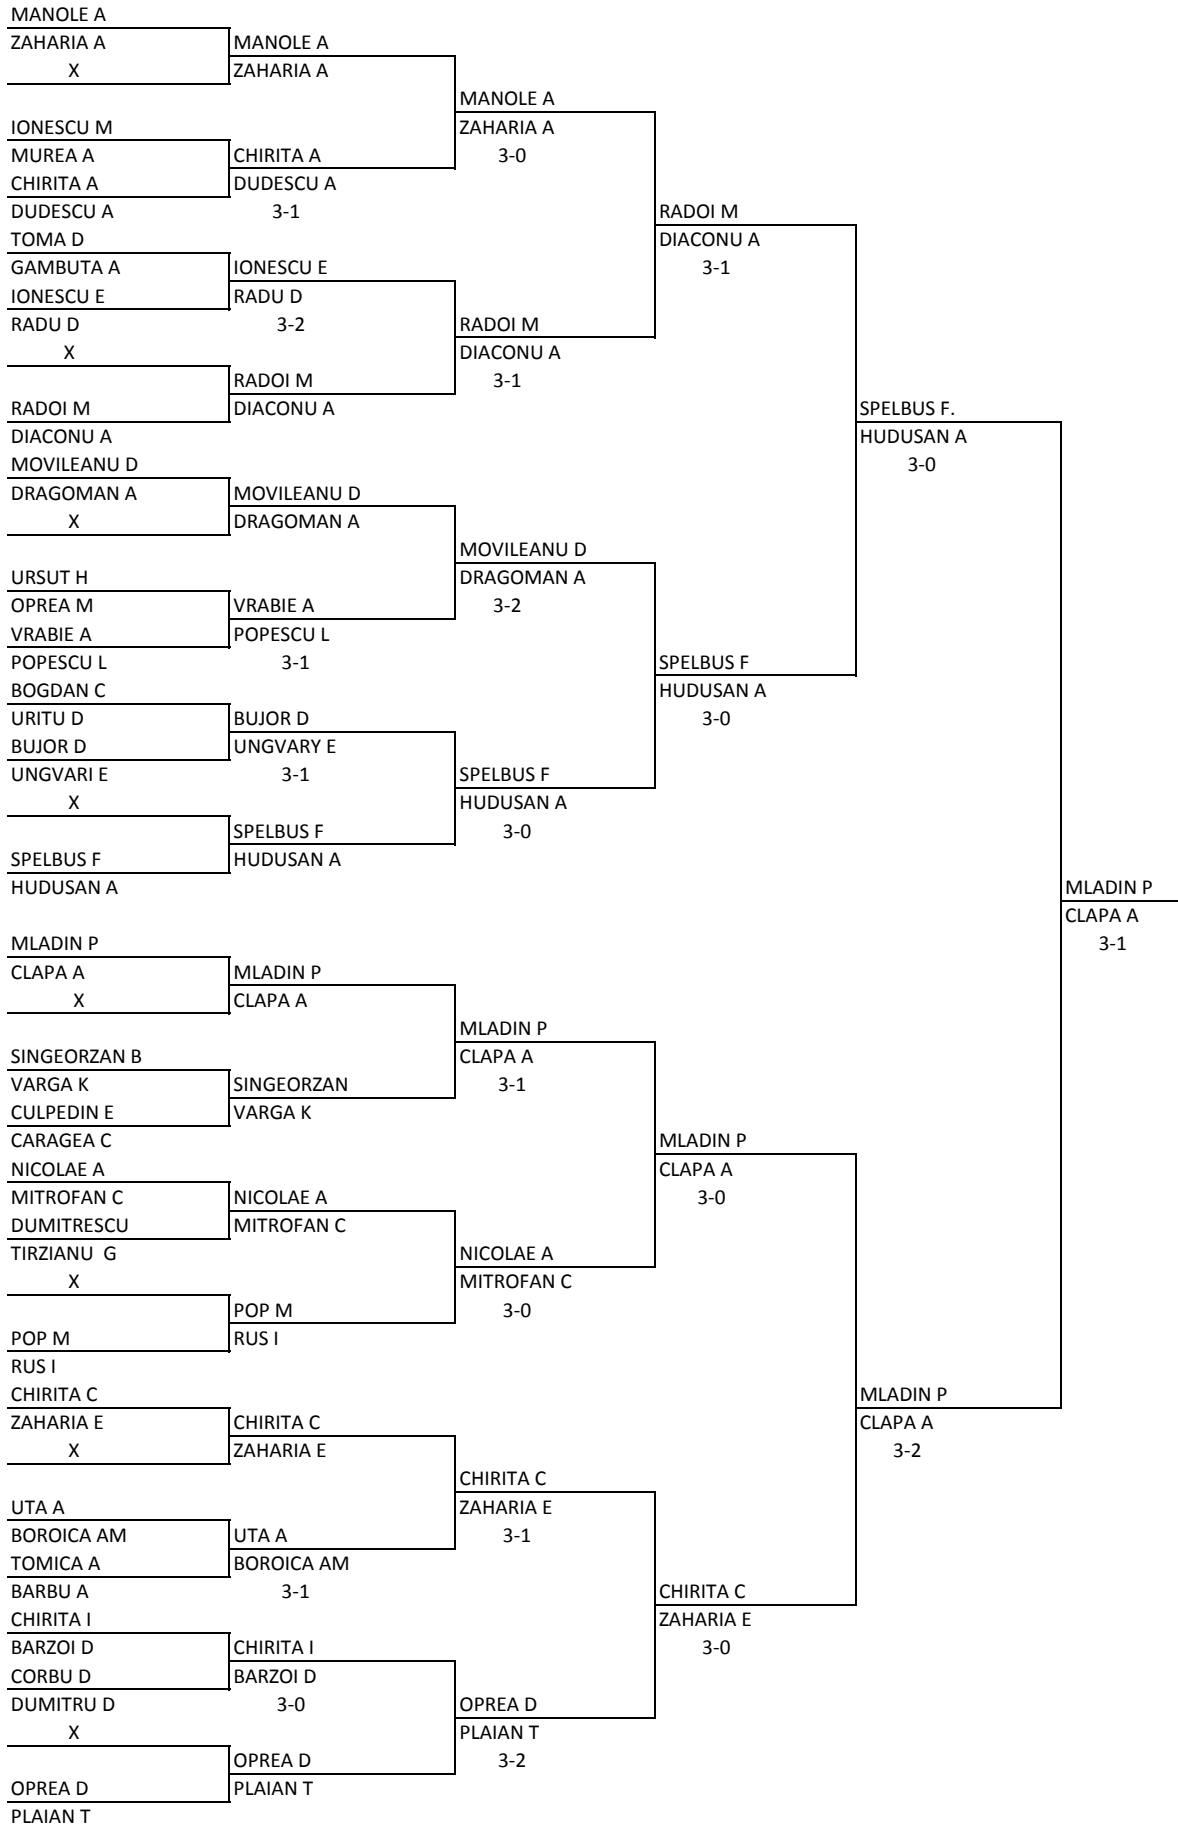 MANOLE A
ZAHARIA A
X
IONESCU M
MUREA A
CHIRITA A
DUDESCU A
TOMA D
GAMBUTA A
IONESCU E
RADU D
X
RADOI M
DIACONU A
MOVILEANU D
DRAGOMAN A
X
URSUT H
OPREA M
VRABIE A
POPESCU L
BOGDAN C
URITU D
BUJOR D
UNGVARI E
X
SPELBUS F
HUDUSAN A
MLADIN P
CLAPA A
X
SINGEORZAN B
VARGA K
CULPEDIN E
CARAGEA C
NICOLAE A
MITROFAN C
DUMITRESCU
TIRZIANU  G
X
POP M
RUS I
CHIRITA C
ZAHARIA E
X
UTA A
BOROICA AM
TOMICA A
BARBU A
CHIRITA I
BARZOI D
CORBU D
DUMITRU D
X
OPREA D
PLAIAN T
MANOLE A
ZAHARIA A
CHIRITA A
DUDESCU A
3-1
IONESCU E
RADU D
3-2
RADOI M
DIACONU A
MOVILEANU D
DRAGOMAN A
VRABIE A
POPESCU L
3-1
BUJOR D
UNGVARY E
3-1
SPELBUS F
HUDUSAN A
MLADIN P
CLAPA A
SINGEORZAN
VARGA K
NICOLAE A
MITROFAN C
POP M
RUS I
CHIRITA C
ZAHARIA E
UTA A
BOROICA AM
3-1
CHIRITA I
BARZOI D
3-0
OPREA D
PLAIAN T
MANOLE A
ZAHARIA A
3-0
RADOI M
DIACONU A
3-1
MOVILEANU D
DRAGOMAN A
3-2
SPELBUS F
HUDUSAN A
3-0
MLADIN P
CLAPA A
3-1
NICOLAE A
MITROFAN C
3-0
CHIRITA C
ZAHARIA E
3-1
OPREA D
PLAIAN T
3-2
RADOI M
DIACONU A
3-1
SPELBUS F
HUDUSAN A
3-0
MLADIN P
CLAPA A
3-0
CHIRITA C
ZAHARIA E
3-0
SPELBUS F.
HUDUSAN A
3-0
MLADIN P
CLAPA A
3-2
MLADIN P
CLAPA A
3-1